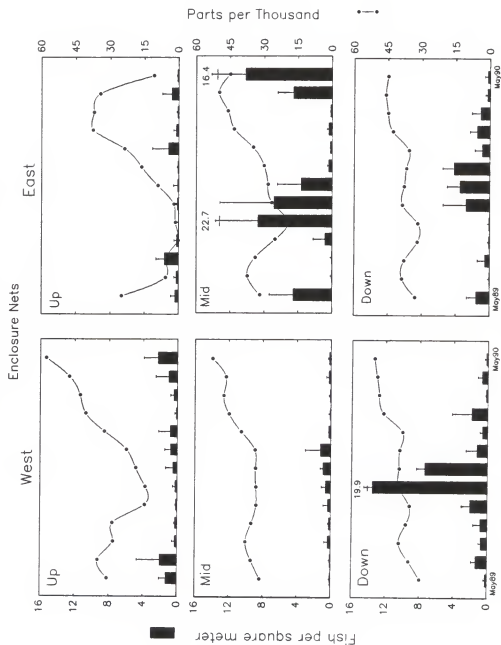 Enclosure Nets
West
East
Fish per square meter
Parts per Thousand
Up
16
12
8
4
0
Up
60
45
30
15
0
Mid
16
12
8
4
0
Mid
22.7
16.4
60
45
30
15
0
Down
19.9
16
12
8
4
0
May89
May90
Down
60
45
30
15
0
May89
May90